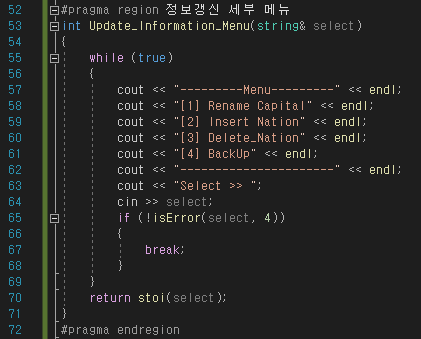 52 #pragma region 정보갱신 세부 메뉴
53 int Update_Information_Menu(string& select)
54 {
55     while (true)
56     {
57         cout << "---------Menu---------" << endl;
58         cout << "[1] Rename Capital" << endl;
59         cout << "[2] Insert Nation" << endl;
60         cout << "[3] Delete_Nation" << endl;
61         cout << "[4] BackUp" << endl;
62         cout << "----------------------" << endl;
63         cout << "Select >> ";
64         cin >> select;
65         if (!isError(select, 4))
66         {
67             break;
68         }
69     }
70     return stoi(select);
71 }
72 #pragma endregion